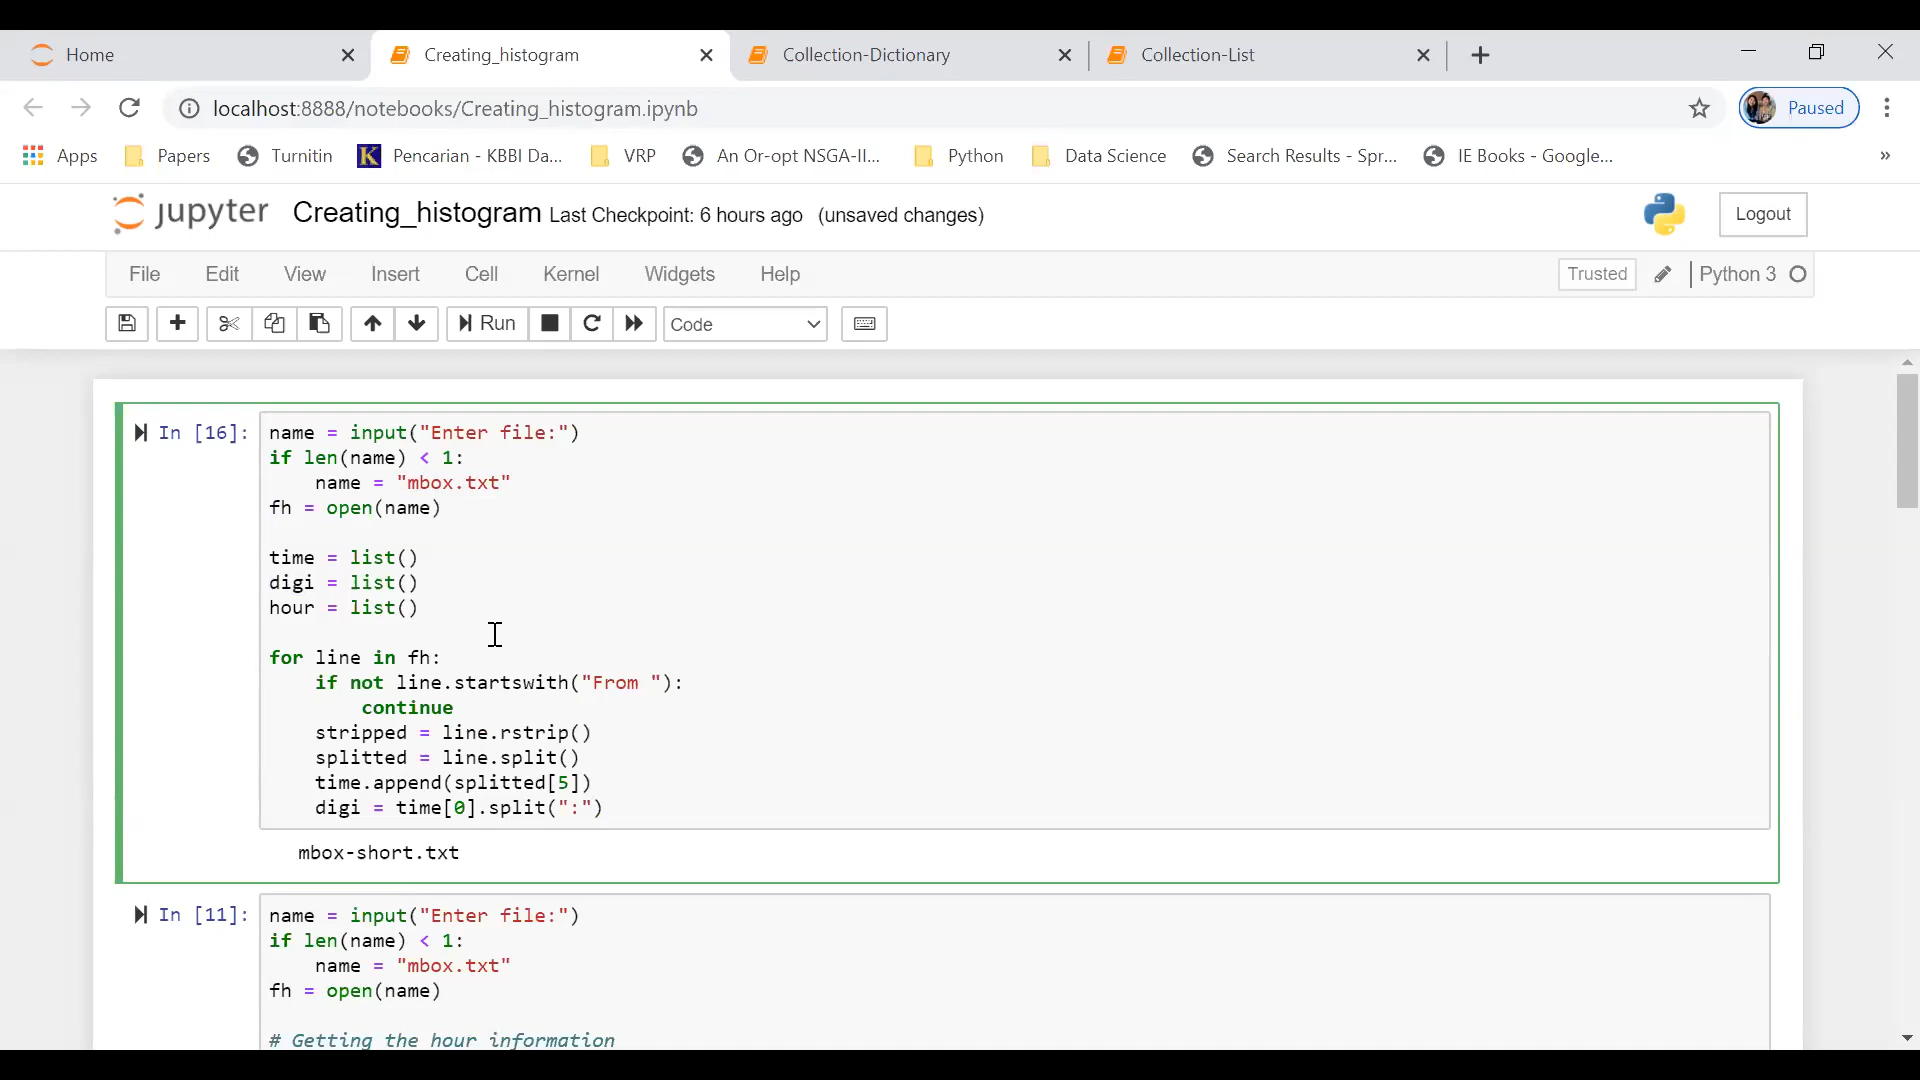 Home
Creating_histogram
Collection-Dictionary
Collection-List
localhost:8888/notebooks/Creating_histogram.ipynb
Paused
Apps
Papers
Turnitin
K
Pencarian - KBBI Da...
VRP
An Or-opt NSGA-II...
Python
Data Science
Search Results - Spr...
IE Books - Google...
»
jupyter Creating_histogram Last Checkpoint: 6 hours ago (unsaved changes)
Logout
File Edit View Insert Cell Kernel Widgets Help
Trusted
Python 3
Run
Code
In [16]:
name = input("Enter file:")
if len(name) < 1:
    name = "mbox.txt"
fh = open(name)
time = list()
digi = list()
hour = list()
for line in fh:
    if not line.startswith("From "):
        continue
    stripped = line.rstrip()
    splitted = line.split()
    time.append(splitted[5])
    digi = time[0].split(":")
mbox-short.txt
In [11]:
name = input("Enter file:")
if len(name) < 1:
    name = "mbox.txt"
fh = open(name)
# Getting the hour information